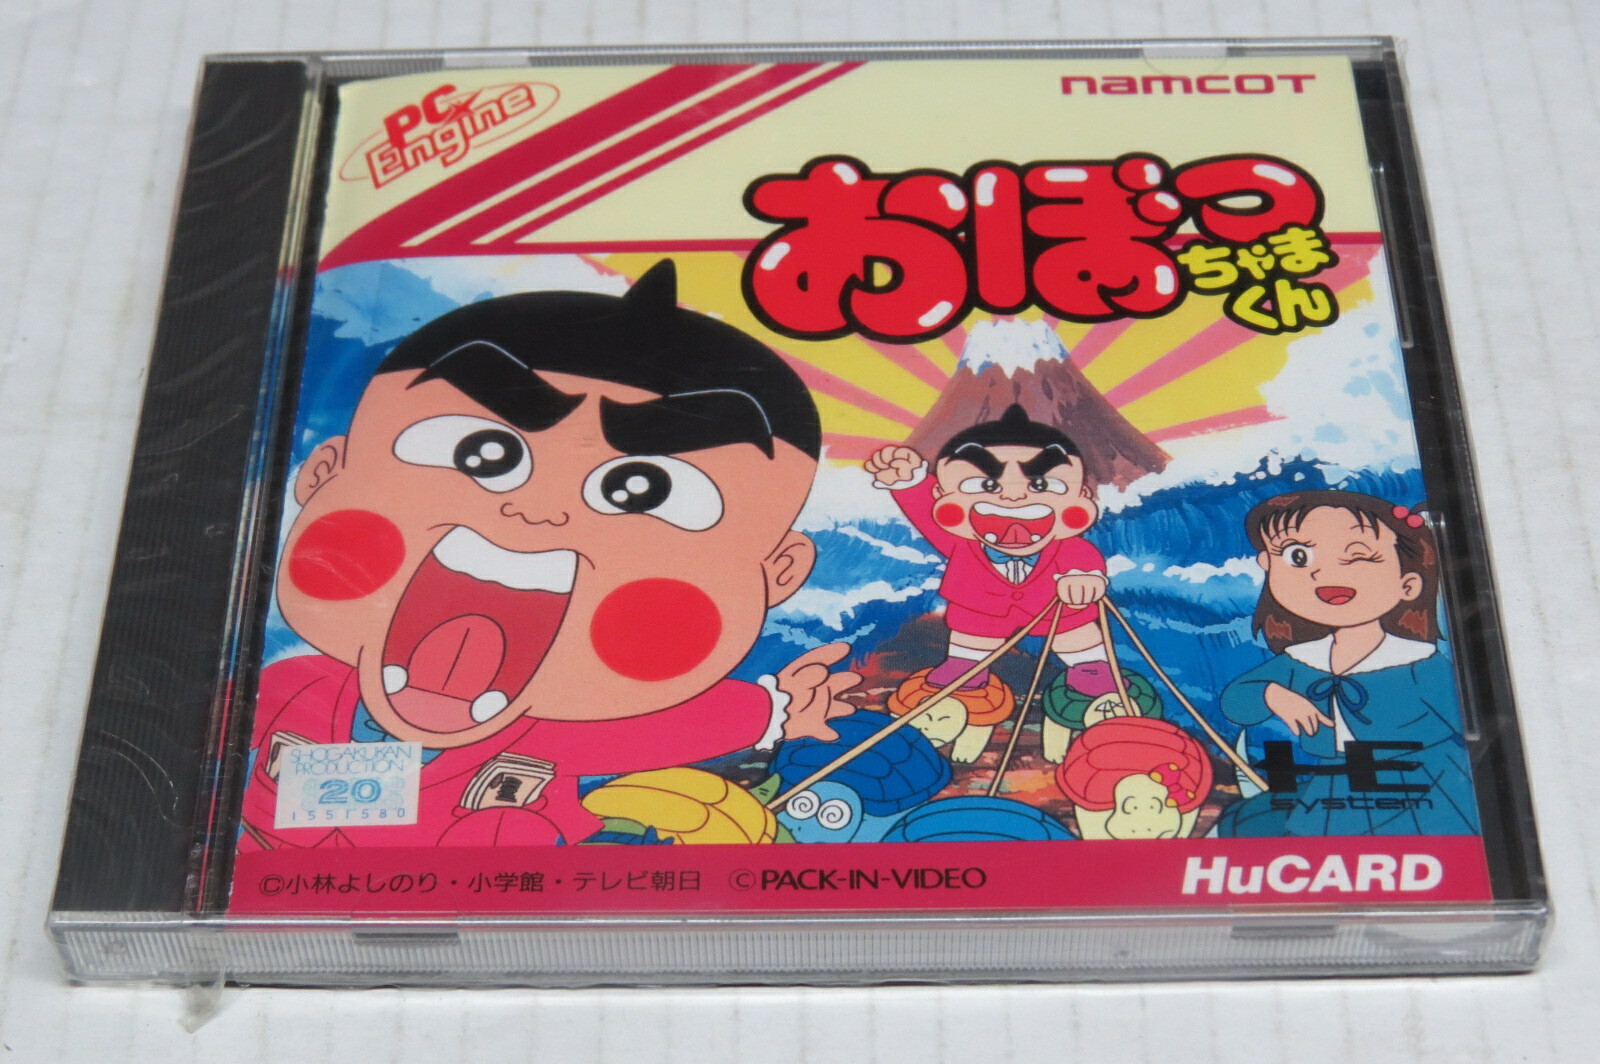 PC Engine
namcot
おぼっちゃまくん
SHOGAKUKAN
PRODUCTION
20
1551580
HE
system
©小林よしのり・小学館・テレビ朝日 ©PACK-IN-VIDEO
HuCARD